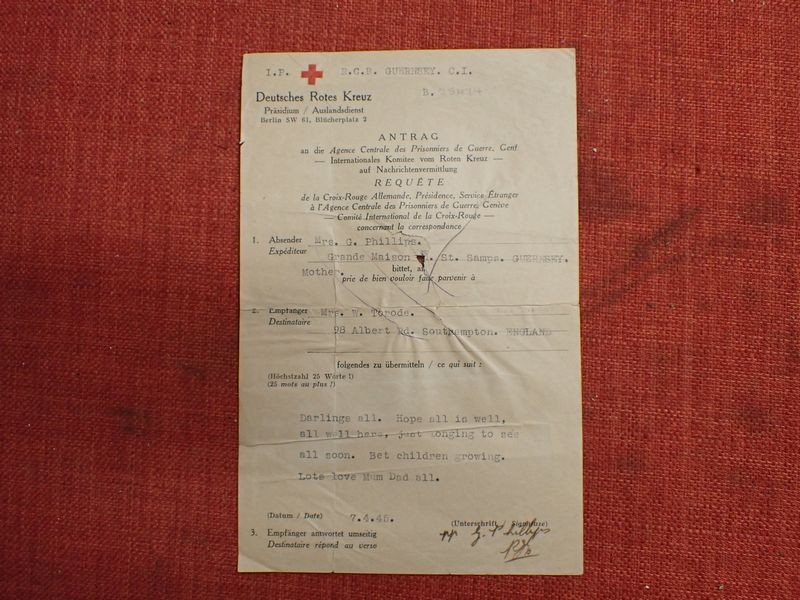 I.P. R.C.B. GUERNSEY. C.I.
Deutsches Rotes Kreuz
B.
Präsidium / Auslandsdienst
Berlin SW 61, Blücherplatz 2
ANTRAG
an die Agence Centrale des Prisonniers de Guerre, Genf
— Internationales Komitee vom Roten Kreuz —
auf Nachrichtenvermittlung
REQUÊTE
de la Croix-Rouge Allemande, Présidence, Service Étranger
à l'Agence Centrale des Prisonniers de Guerre, Genève
— Comité International de la Croix-Rouge —
concernant la correspondance
1. Absender Mrs. G. Phillips.
Expéditeur Grande Maison St. Samps. GUERNSEY.
Mother. bittet, an
prie de bien vouloir faire parvenir à
2. Empfänger Mrs. W. Torode.
Destinataire 98 Albert Rd. Southampton. ENGLAND
folgendes zu übermitteln / ce qui suit :
(Höchstzahl 25 Worte !)
(25 mots au plus !)
Darlings all. Hope all is well,
all well here, just longing to see
all soon. Bet children growing.
Lots love Mum Dad all.
(Datum / Date) 7.4.45.
(Unterschrift / Signature)
pp G. Phillips
3. Empfänger antwortet umseitig
Destinataire répond au verso